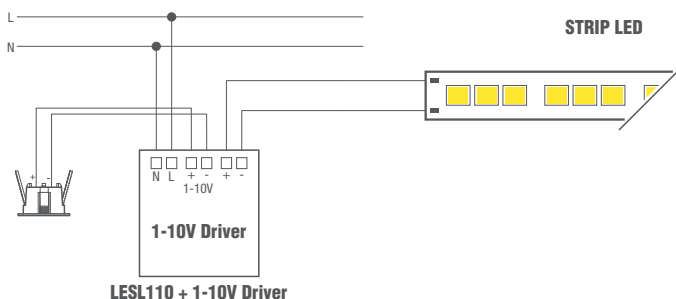 L
STRIP LED
N
+ -
N L + - + -
1-10V
1-10V Driver
LESL110 + 1-10V Driver